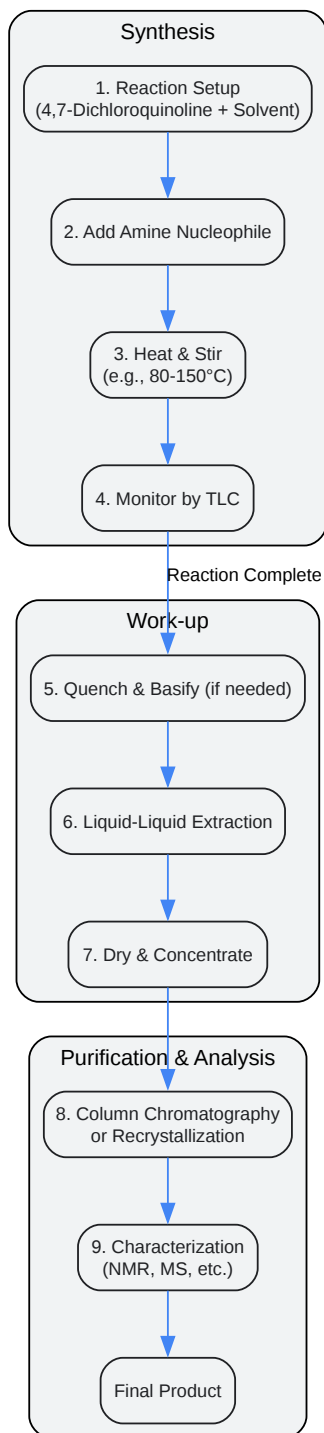 Synthesis
1. Reaction Setup
(4,7-Dichloroquinoline + Solvent)
2. Add Amine Nucleophile
3. Heat & Stir
(e.g., 80-150°C)
4. Monitor by TLC
Reaction Complete
Work-up
5. Quench & Basify (if needed)
6. Liquid-Liquid Extraction
7. Dry & Concentrate
Purification & Analysis
8. Column Chromatography
or Recrystallization
9. Characterization
(NMR, MS, etc.)
Final Product